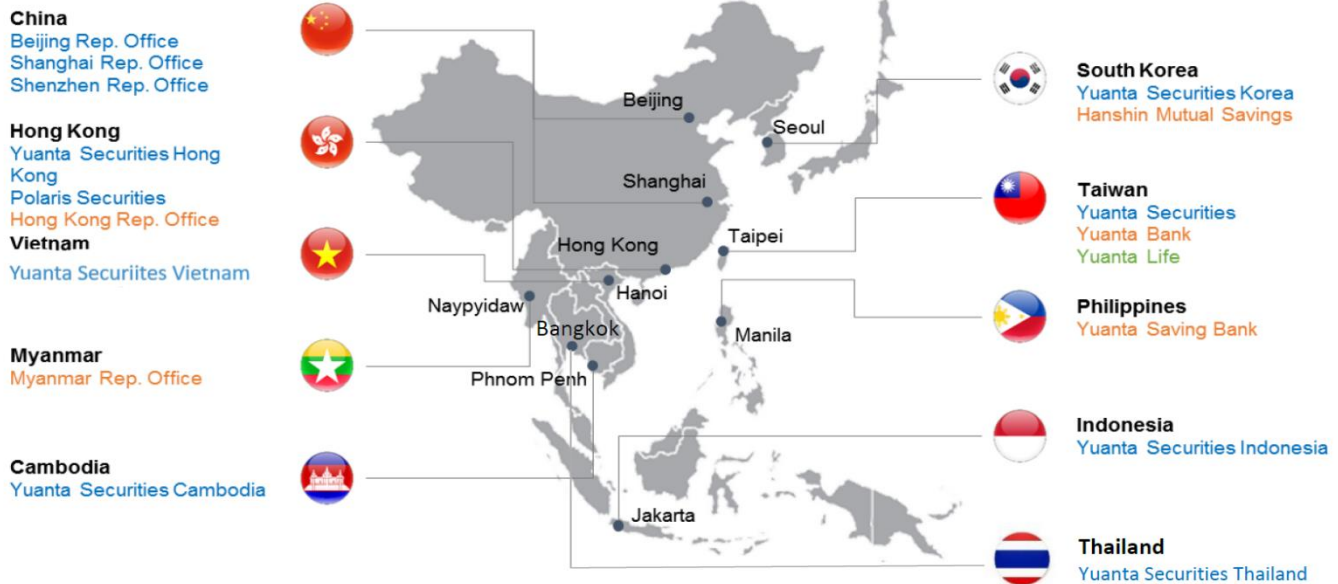 China
Beijing Rep. Office
Shanghai Rep. Office
Shenzhen Rep. Office
Hong Kong
Yuanta Securities Hong
Kong
Polaris Securities
Hong Kong Rep. Office
Vietnam
Yuanta Securiites Vietnam
Myanmar
Myanmar Rep. Office
Cambodia
Yuanta Securities Cambodia
Beijing
Seoul
Shanghai
Taipei
Hong Kong
Hanoi
Naypyidaw
Bangkok
Manila
Phnom Penh
Jakarta
South Korea
Yuanta Securities Korea
Hanshin Mutual Savings
Taiwan
Yuanta Securities
Yuanta Bank
Yuanta Life
Philippines
Yuanta Saving Bank
Indonesia
Yuanta Securities Indonesia
Thailand
Yuanta Securities Thailand